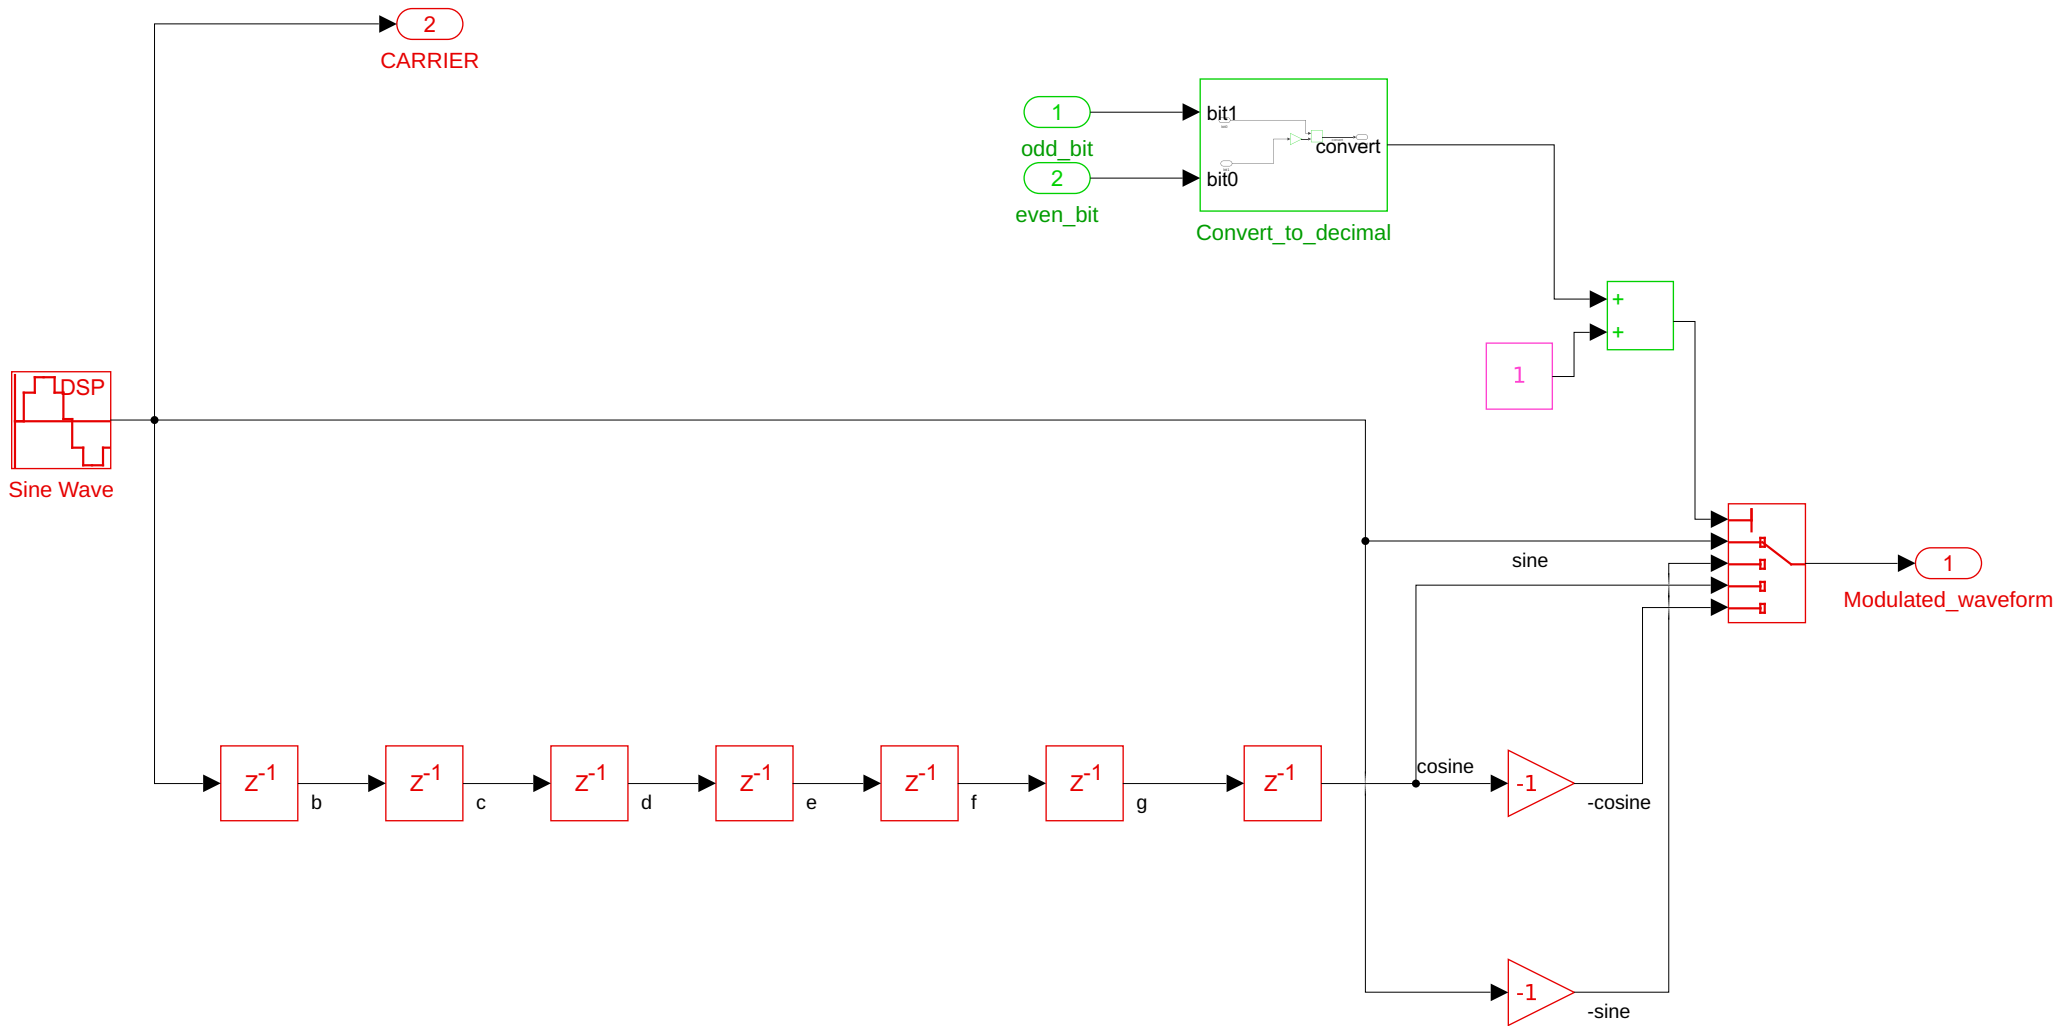 2
CARRIER
1
odd_bit
2
even_bit
bit1
convert
bit0
Convert_to_decimal
+
+
1
DSP
Sine Wave
sine
1
Modulated_waveform
z-1
b
z-1
c
z-1
d
z-1
e
z-1
f
z-1
g
z-1
cosine
-1
-cosine
-1
-sine